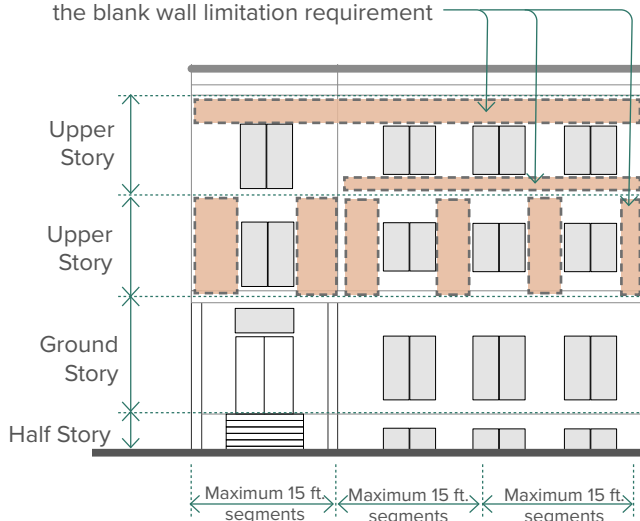 the blank wall limitation requirement
Upper
Story
Upper
Story
Ground
Story
Half Story
Maximum 15 ft.
segments
Maximum 15 ft.
segments
Maximum 15 ft.
segments